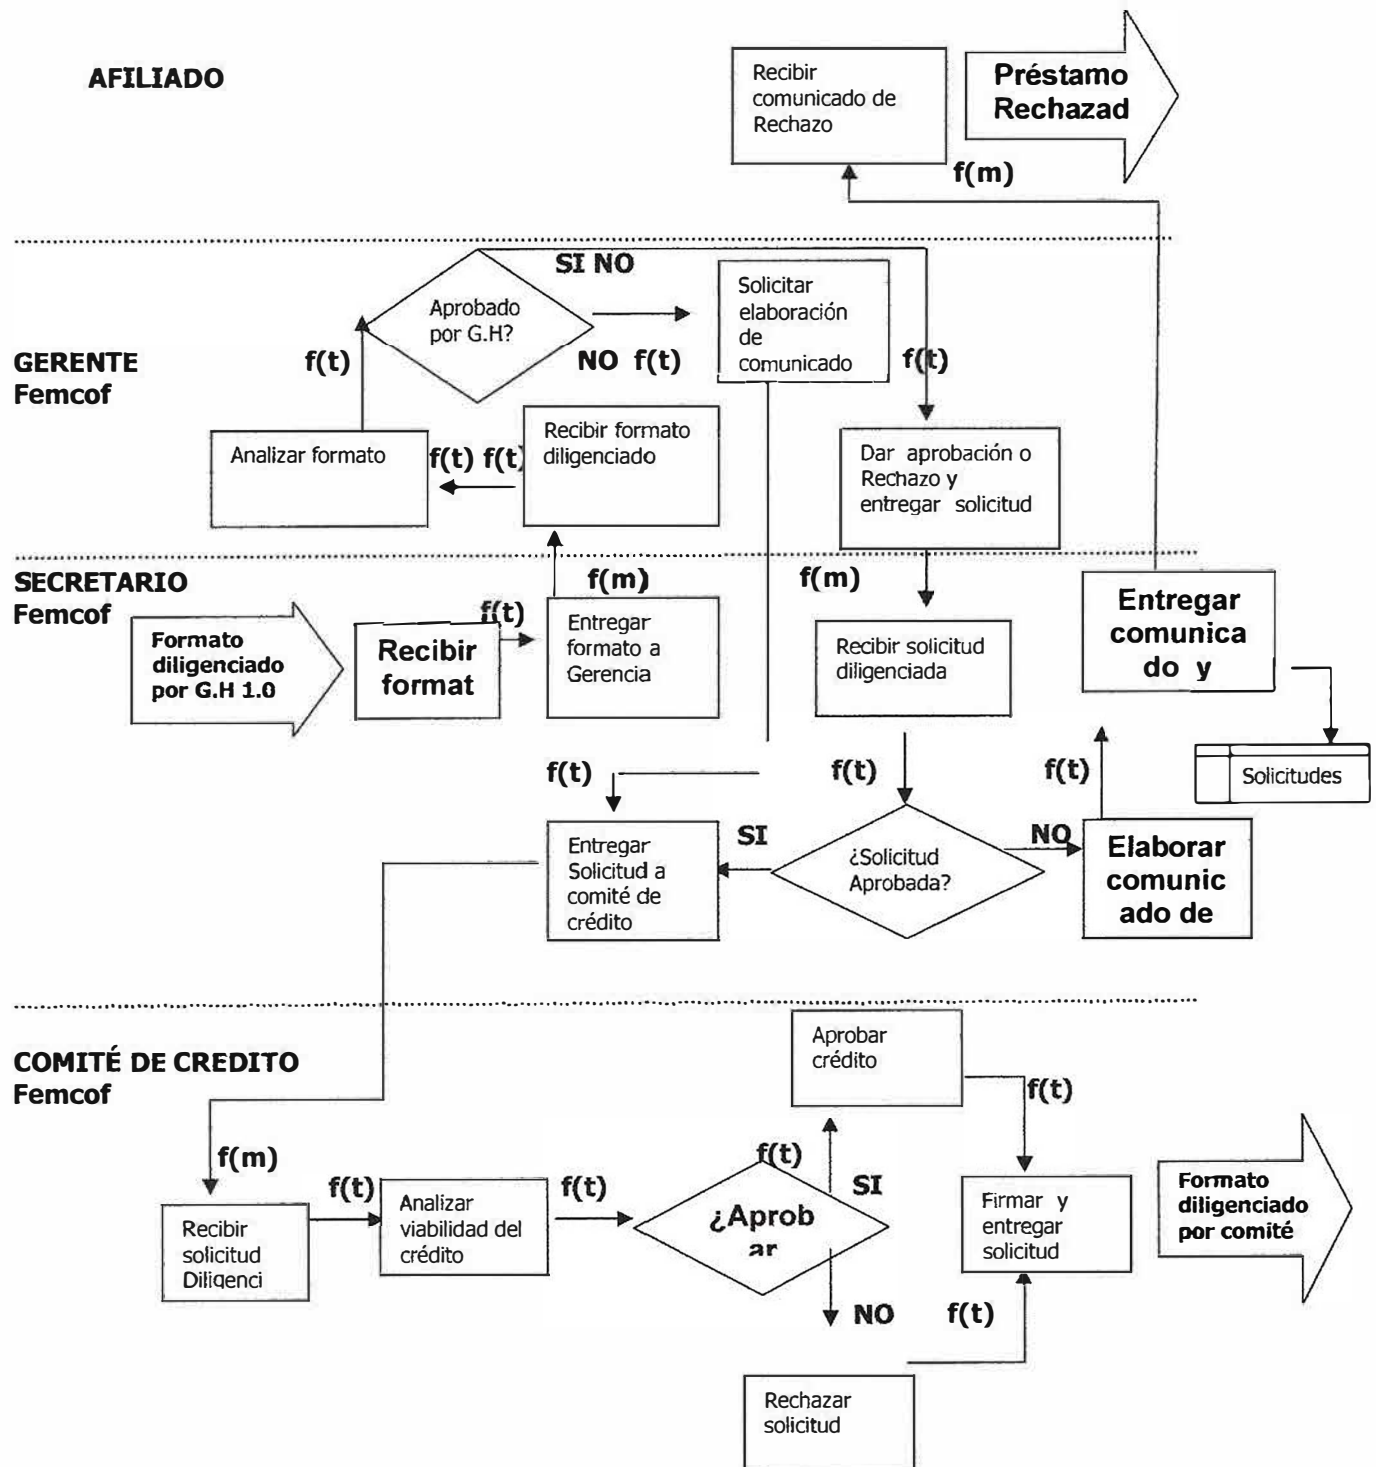 AFILIADO
Recibir
comunicado de
Rechazo
Préstamo
Rechazad
f(m)
SI NO
Aprobado
por G.H?
Solicitar
elaboración
de
comunicado
GERENTE
Femcof
f(t)
NO f(t)
f(t)
Analizar formato
f(t) f(t)
Recibir formato
diligenciado
Dar aprobación o
Rechazo y
entregar solicitud
SECRETARIO
Femcof
f(m)
f(m)
Formato
diligenciado
por G.H 1.0
Recibir
format
f(t)
Entregar
formato a
Gerencia
Recibir solicitud
diligenciada
Entregar
comunica
do y
Solicitudes
f(t)
f(t)
f(t)
Entregar
Solicitud a
comité de
crédito
SI
¿Solicitud
Aprobada?
NO
Elaborar
comunic
ado de
COMITÉ DE CREDITO
Femcof
Aprobar
crédito
f(t)
f(m)
Recibir
solicitud
Diligenci
f(t)
Analizar
viabilidad del
crédito
f(t)
f(t)
¿Aprob
ar
SI
NO
Firmar y
entregar
solicitud
f(t)
Formato
diligenciado
por comité
Rechazar
solicitud